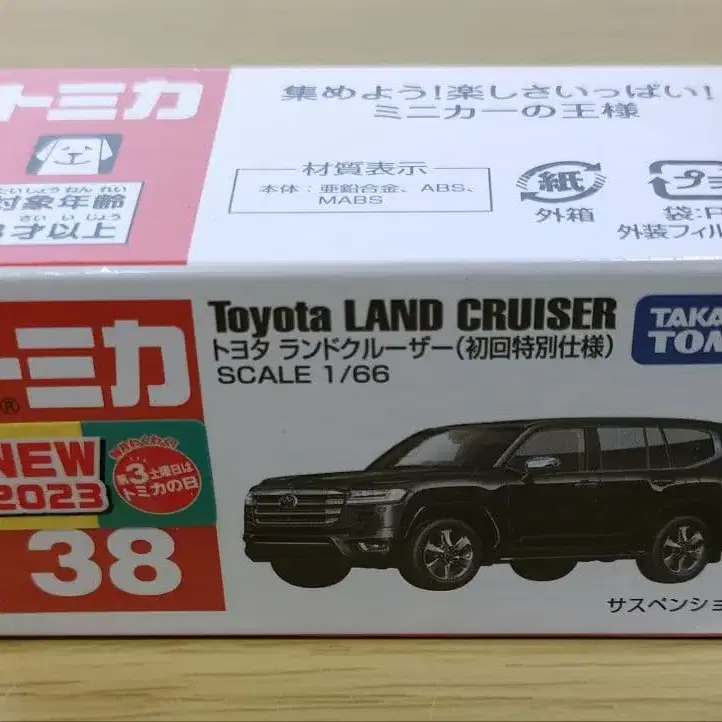 トミカ
集めよう!楽しさいっぱい!
ミニカーの王様
たいしょう ねん れい
対象年齢
さい い じょう
3才以上
材質表示
本体:亜鉛合金、ABS、
MABS
紙
外箱
プラ
袋:P
外装フィル
トミカ
Toyota LAND CRUISER
トヨタ ランドクルーザー(初回特別仕様)
SCALE 1/66
TAKA
TOM
NEW
2023
第3土曜日は
トミカの日
38
サスペンショ